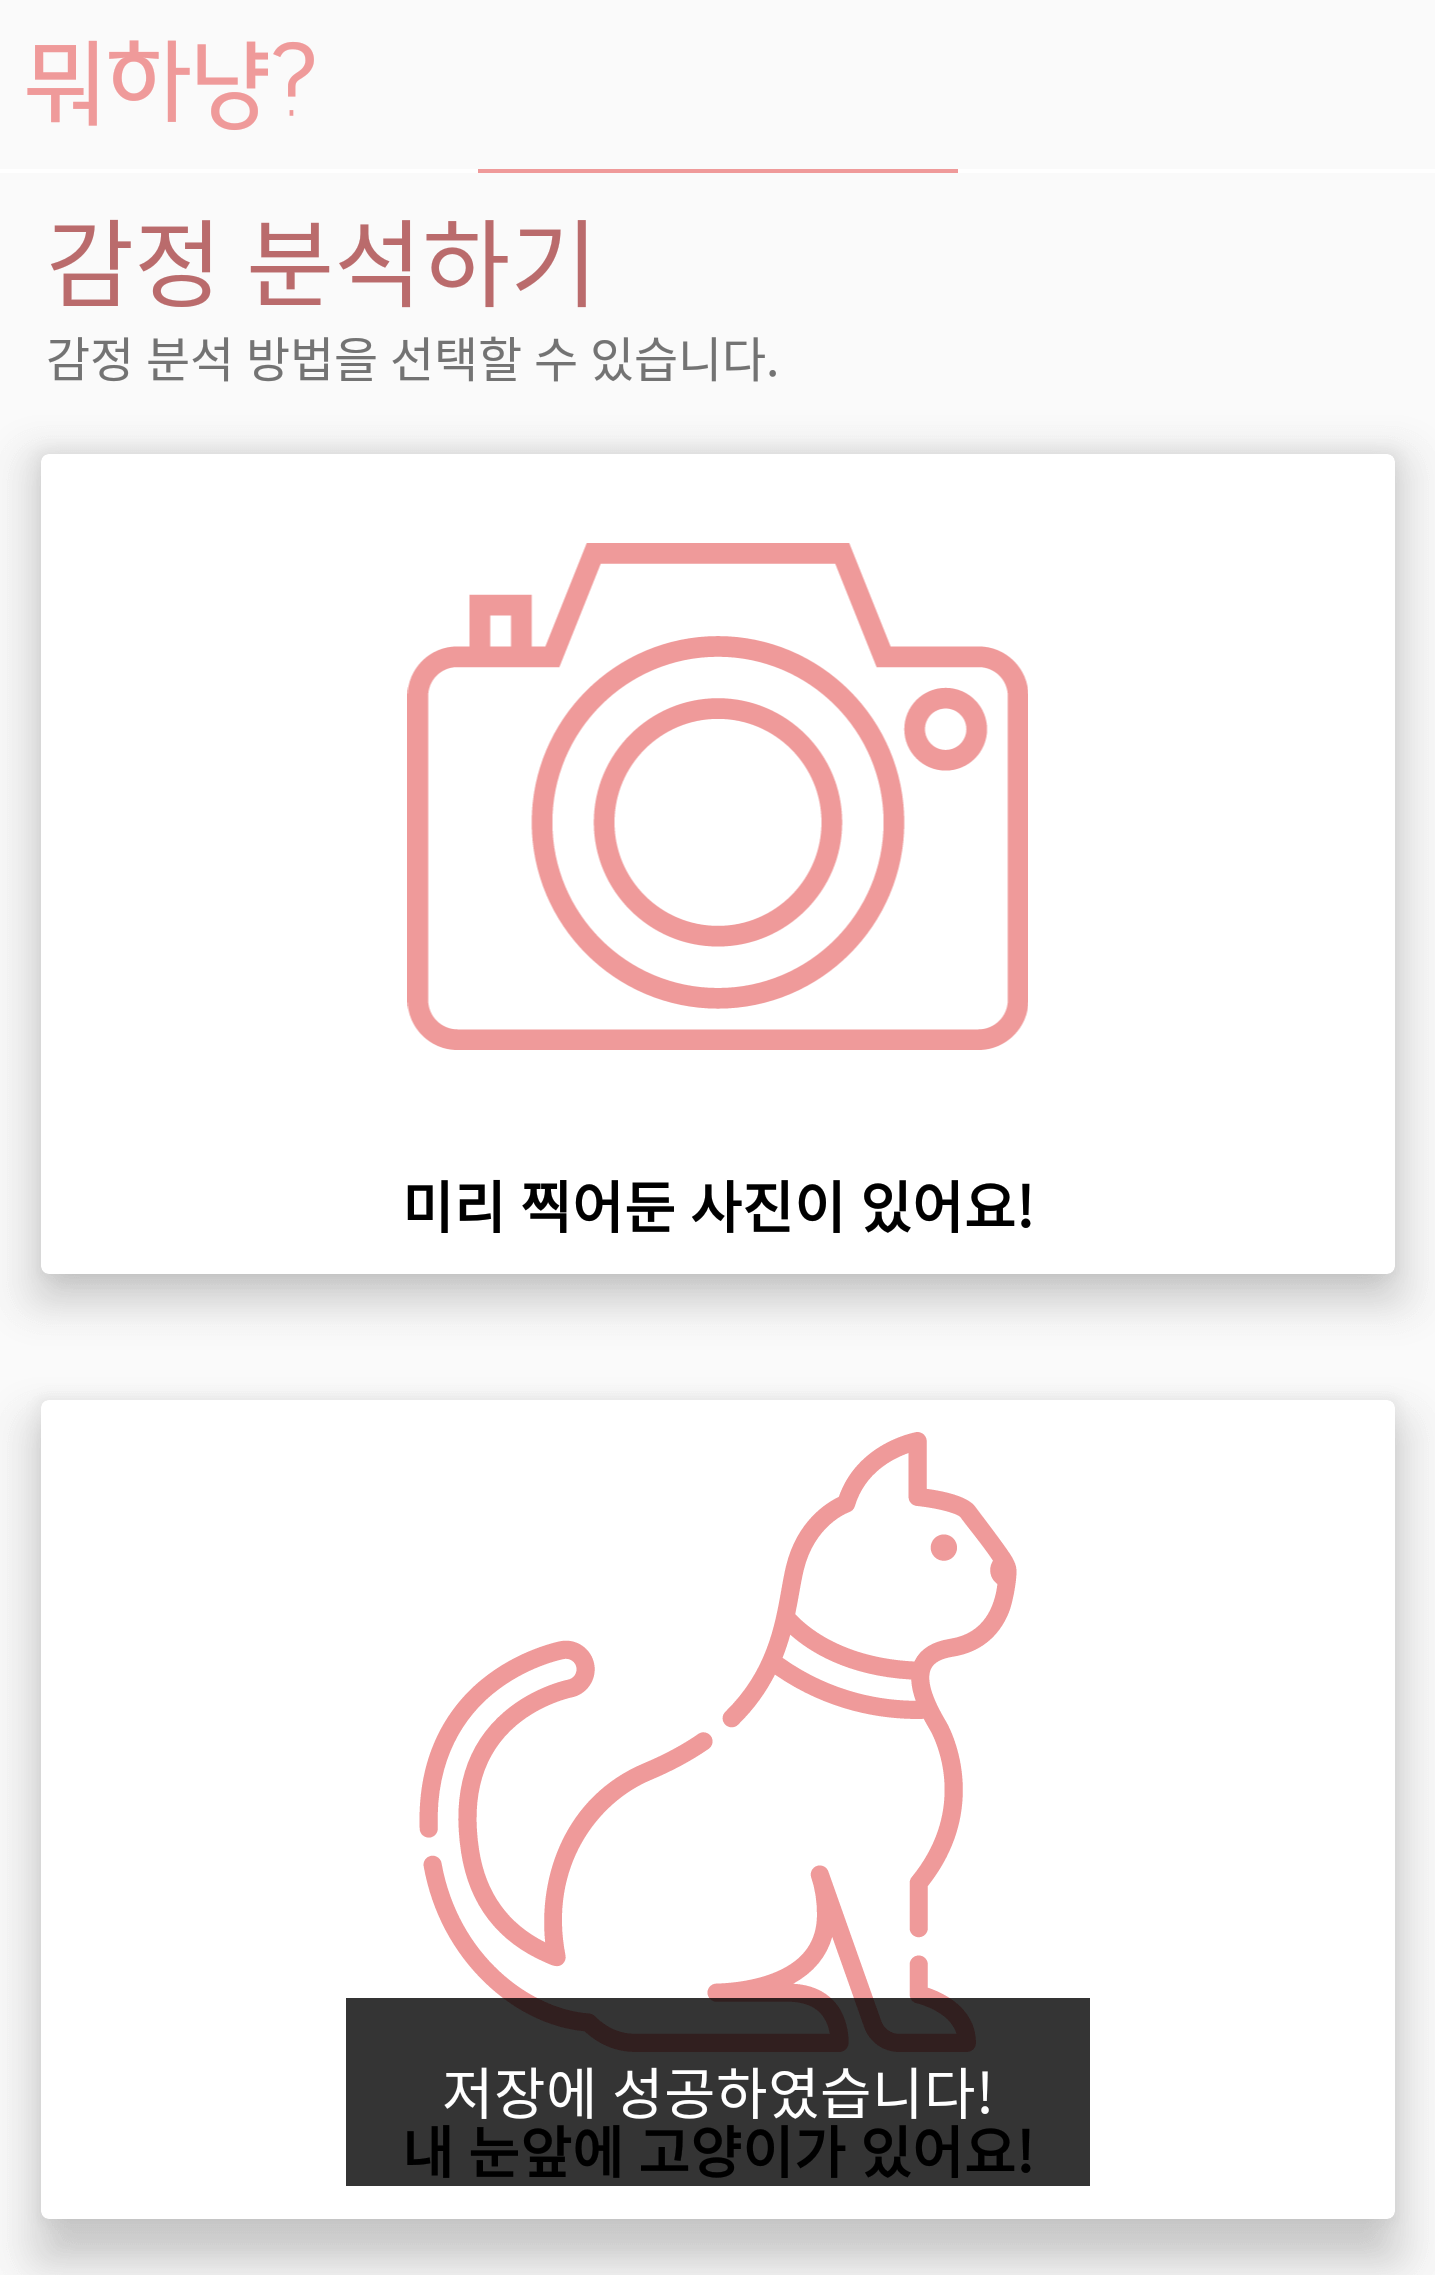 뭐하냥?
감정 분석하기
감정 분석 방법을 선택할 수 있습니다.
미리 찍어둔 사진이 있어요!
저장에 성공하였습니다!
내 눈앞에 고양이가 있어요!